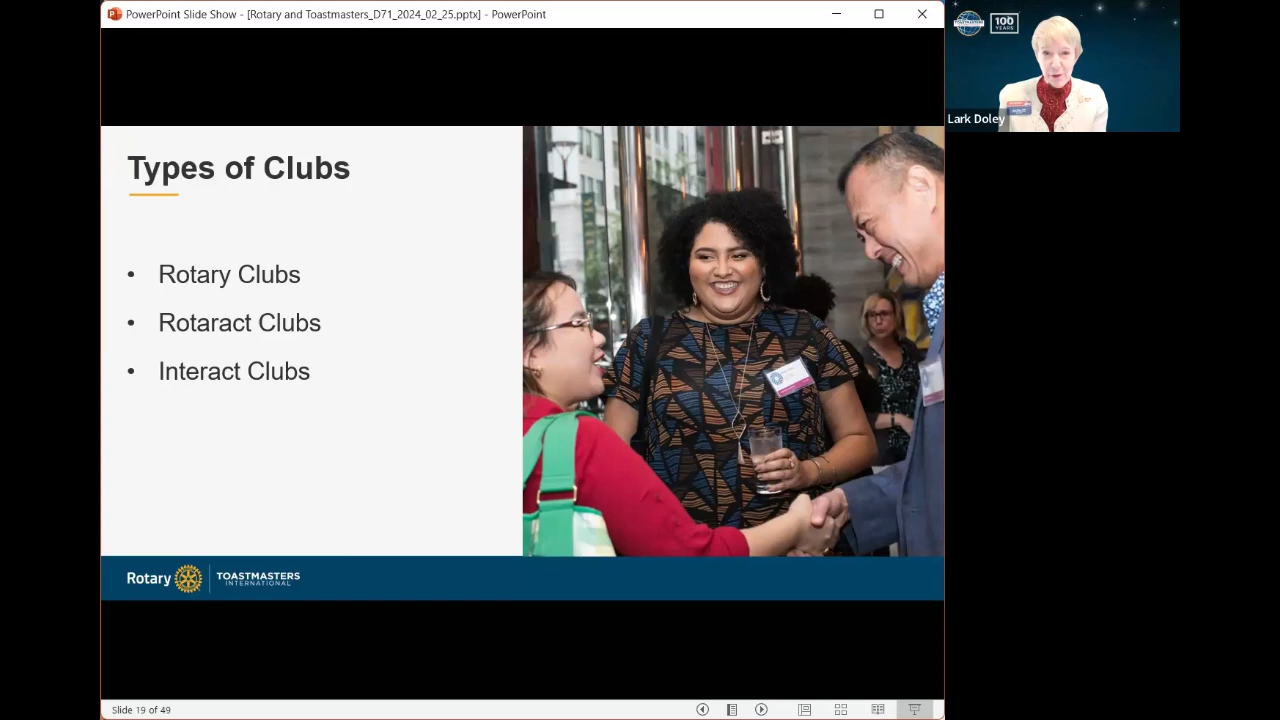 PowerPoint Slide Show - [Rotary and Toastmasters_D71_2024_02_25.pptx] - PowerPoint
TOASTMASTERS
100
YEARS
Lark Doley
Types of Clubs
• Rotary Clubs
• Rotaract Clubs
• Interact Clubs
Rotary
TOASTMASTERS
INTERNATIONAL
Slide 19 of 49